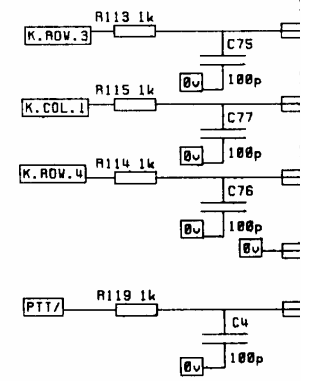 R113 1k
K.ROW.3
C75
0v
100p
R115 1k
K.COL.1
C77
0v
100p
R114 1k
K.ROW.4
C76
0v
100p
0v
R119 1k
PTT/
C4
0v
100p